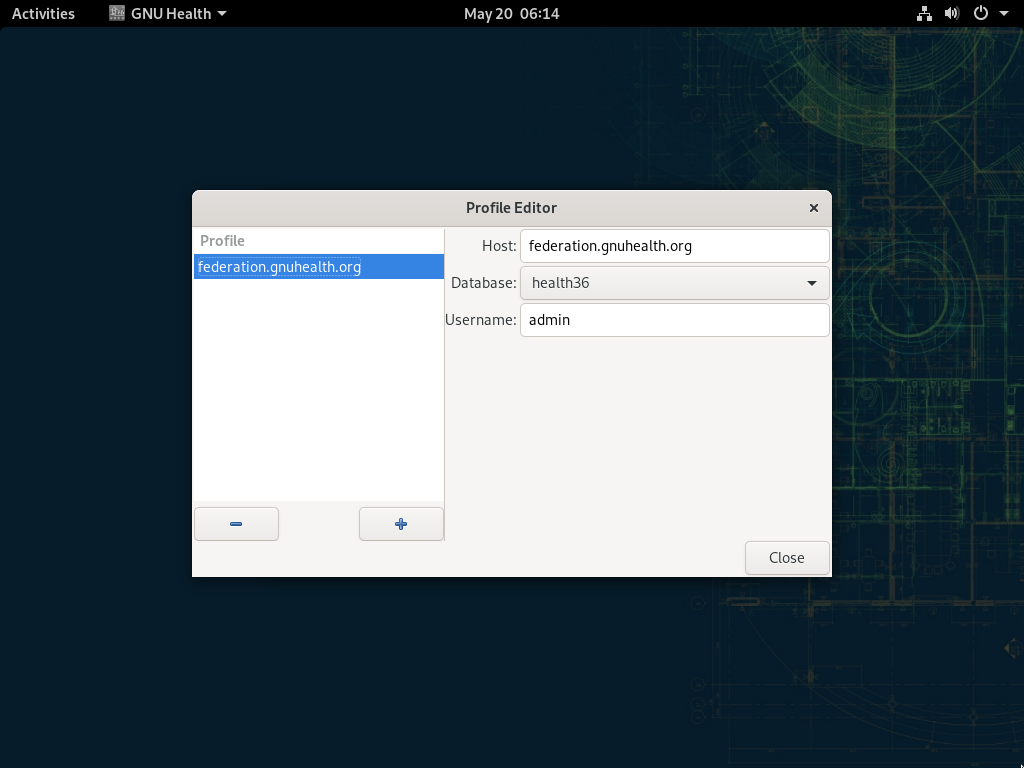 Activities GNU Health May 20 06:14
Profile Editor
Profile
federation.gnuhealth.org
Host: federation.gnuhealth.org
Database: health36
Username: admin
Close